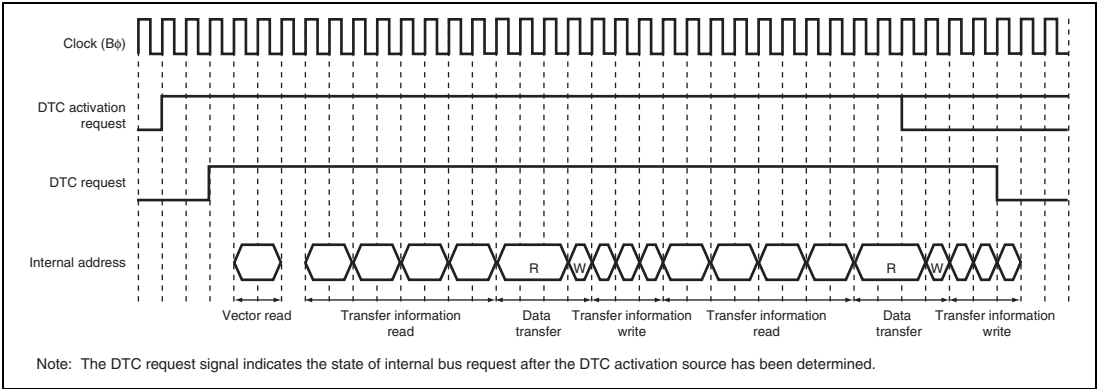 Clock (Bϕ)
DTC activation
request
DTC request
Internal address
R
W
R
W
Vector read
Transfer information
read
Data
transfer
Transfer information
write
Transfer information
read
Data
transfer
Transfer information
write
Note: The DTC request signal indicates the state of internal bus request after the DTC activation source has been determined.